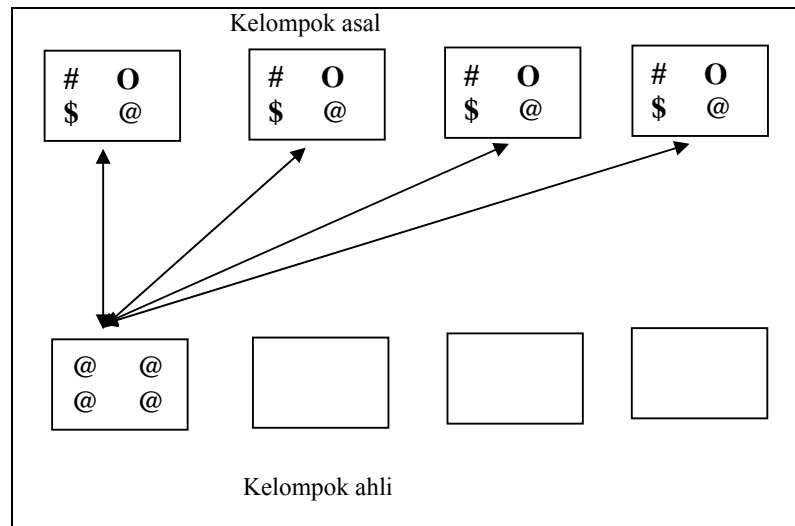 Kelompok asal
# O
$ @
# O
$ @
# O
$ @
# O
$ @
@ @
@ @
Kelompok ahli